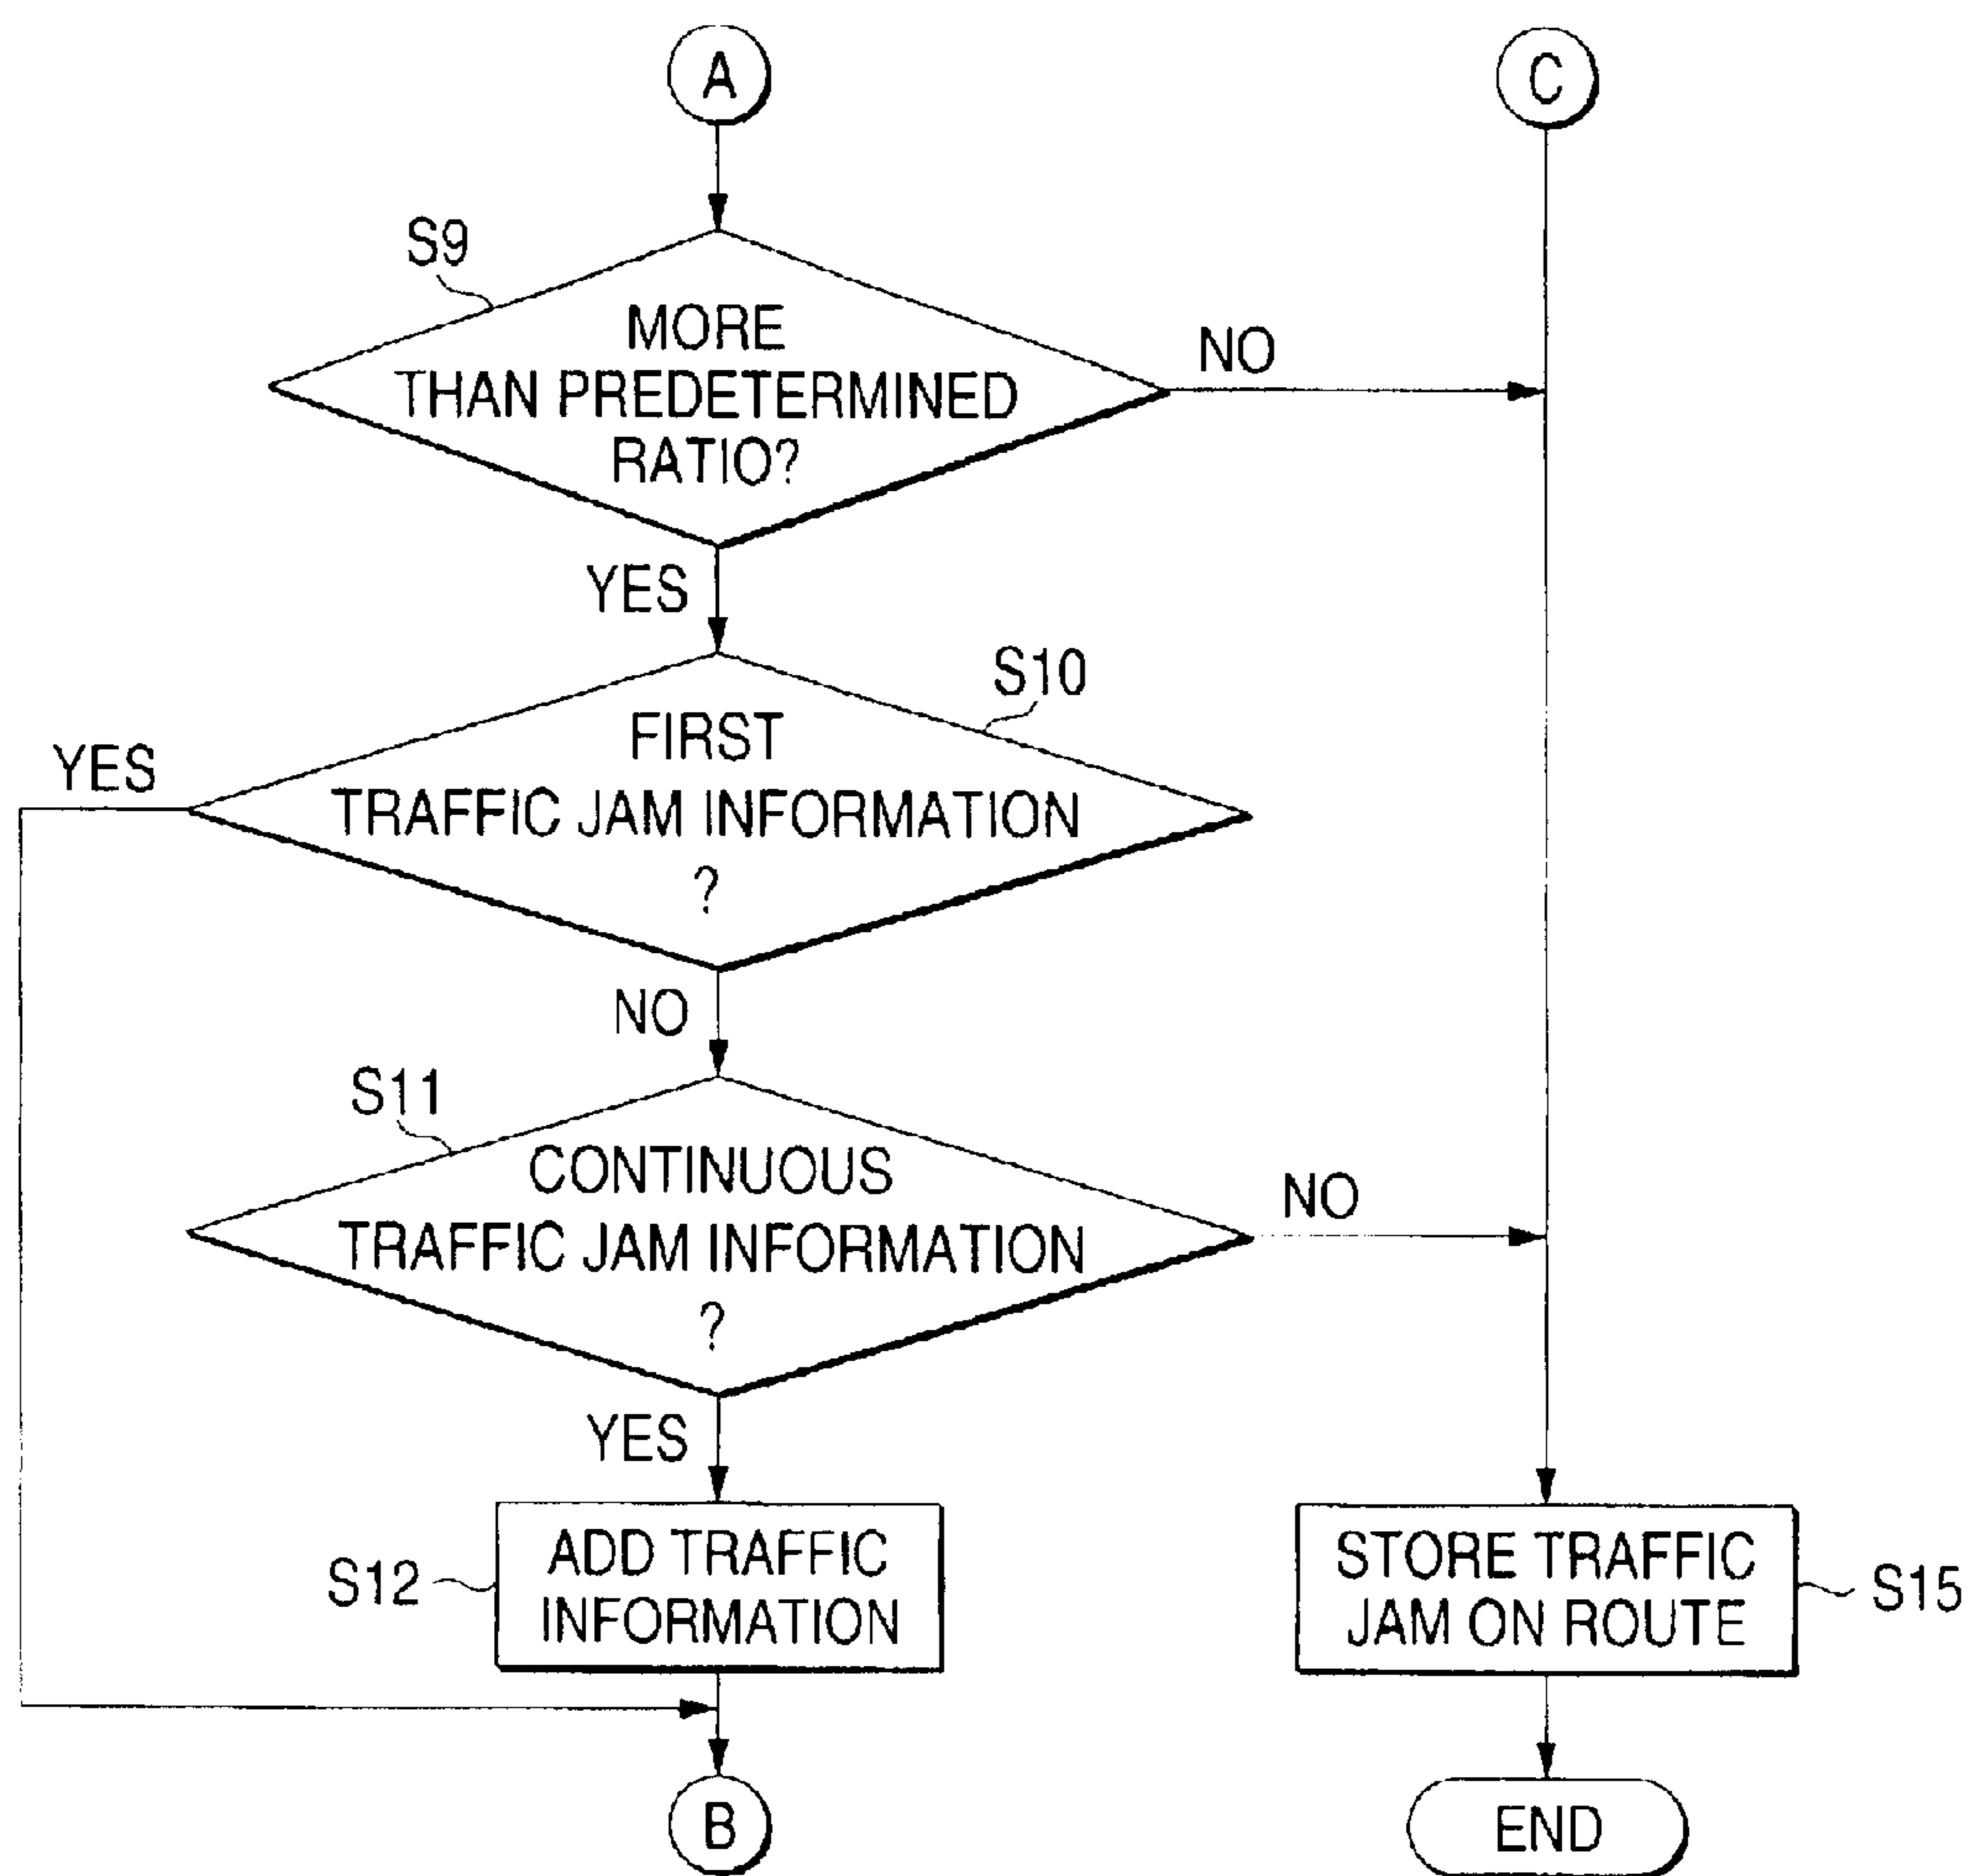 A
C
S9
MORE
THAN PREDETERMINED
RATIO?
NO
YES
S10
FIRST
TRAFFIC JAM INFORMATION
?
YES
NO
S11
CONTINUOUS
TRAFFIC JAM INFORMATION
?
NO
YES
S12
ADD TRAFFIC
INFORMATION
STORE TRAFFIC
JAM ON ROUTE
S15
B
END